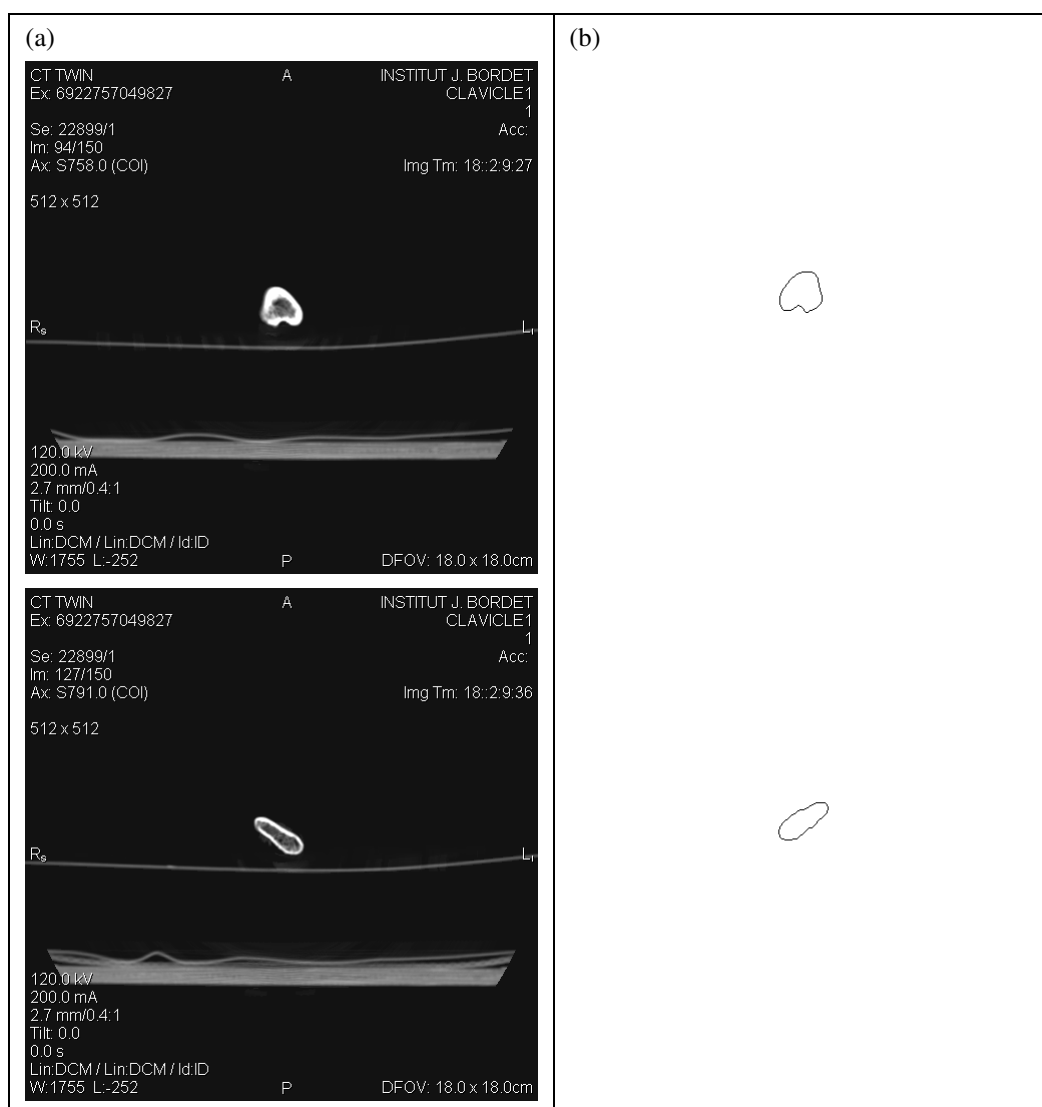 (a)
(b)
CT TWIN
A
INSTITUT J. BORDET
Ex: 6922757049827
CLAVICLE1
1
Se: 22899/1
Acc:
Im: 94/150
Ax: S758.0 (COI)
Img Tm: 18::2:9:27
512 x 512
Rs
LI
120.0 kV
200.0 mA
2.7 mm/0.4:1
Tilt: 0.0
0.0 s
Lin:DCM / Lin:DCM / Id:ID
W:1755 L:-252
P
DFOV: 18.0 x 18.0cm
CT TWIN
A
INSTITUT J. BORDET
Ex: 6922757049827
CLAVICLE1
1
Se: 22899/1
Acc:
Im: 127/150
Ax: S791.0 (COI)
Img Tm: 18::2:9:36
512 x 512
Rs
LI
120.0 kV
200.0 mA
2.7 mm/0.4:1
Tilt: 0.0
0.0 s
Lin:DCM / Lin:DCM / Id:ID
W:1755 L:-252
P
DFOV: 18.0 x 18.0cm